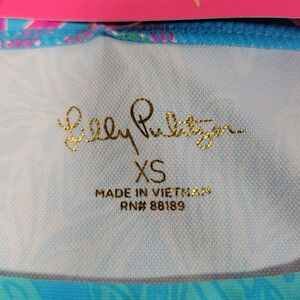 Lilly Pulitzer
XS
MADE IN VIETNAM
RN# 88189